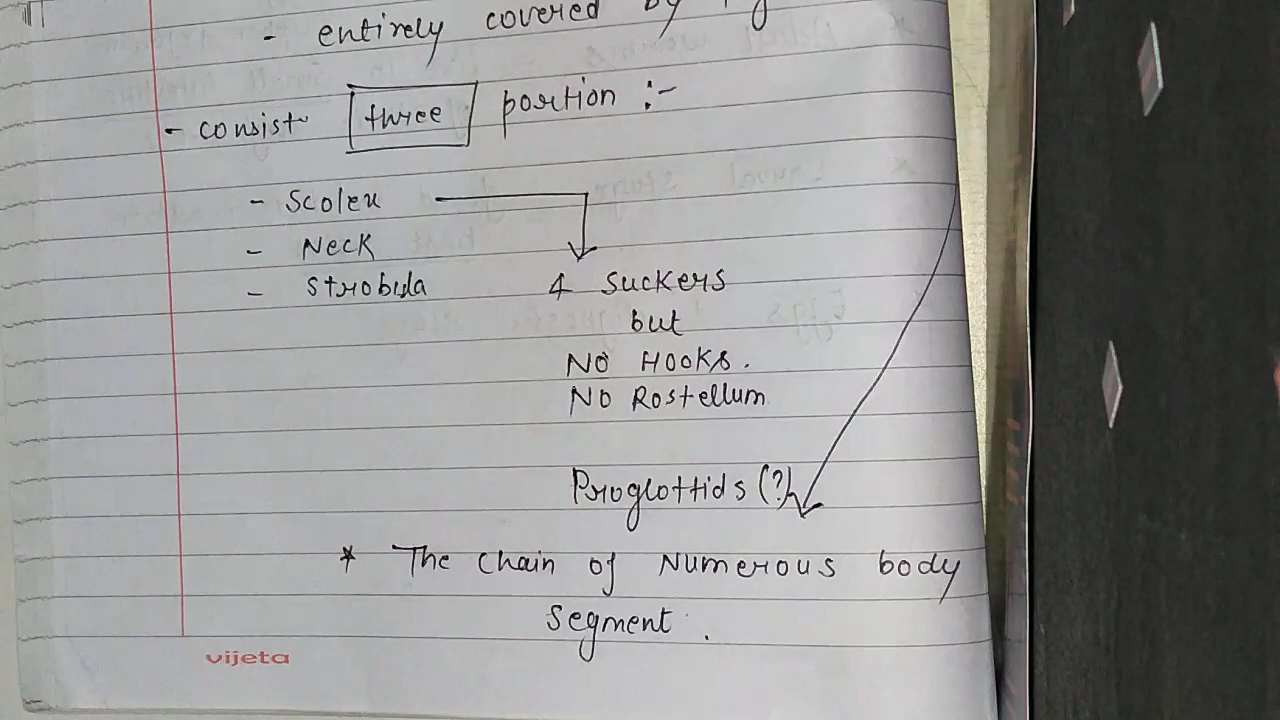 - entirely covered by
- consist three portion :-
- Scolex
- Neck
- Strobila
4 Suckers
but
NO HOOKS.
NO Rostellum
Proglottids (?)
* The chain of Numerous body
segment.
vijeta